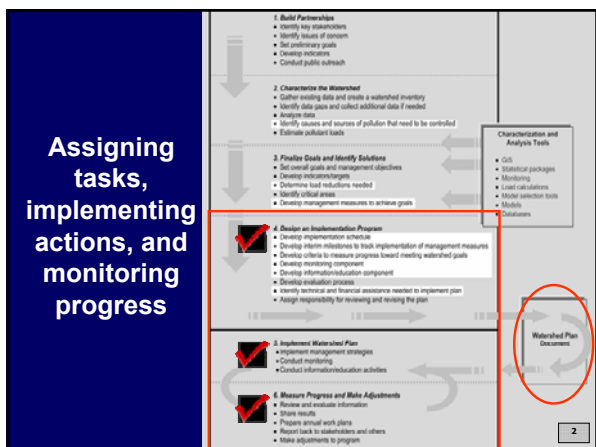 Assigning
tasks,
implementing
actions, and
monitoring
progress
1. Build Partnerships
• Identify key stakeholders
• Identify issues of concern
• Set preliminary goals
• Develop indicators
• Conduct public outreach
2. Characterize the Watershed
• Gather existing data and create a watershed inventory
• Identify data gaps and collect additional data if needed
• Analyze data
• Identify causes and sources of pollution that need to be controlled
• Estimate pollutant loads
3. Finalize Goals and Identify Solutions
• Set overall goals and management objectives
• Develop indicators/targets
• Determine load reductions needed
• Identify critical areas
• Develop management measures to achieve goals
Characterization and
Analysis Tools
• GIS
• Statistical packages
• Monitoring
• Load calculations
• Model selection tools
• Models
• Databases
4. Design an Implementation Program
• Develop implementation schedule
• Develop interim milestones to track implementation of management measures
• Develop criteria to measure progress toward meeting watershed goals
• Develop monitoring component
• Develop information/education component
• Develop evaluation process
• Identify technical and financial assistance needed to implement plan
• Assign responsibility for reviewing and revising the plan
Watershed Plan
Document
5. Implement Watershed Plan
• Implement management strategies
• Conduct monitoring
• Conduct information/education activities
6. Measure Progress and Make Adjustments
• Review and evaluate information
• Share results
• Prepare annual work plans
• Report back to stakeholders and others
• Make adjustments to program
2